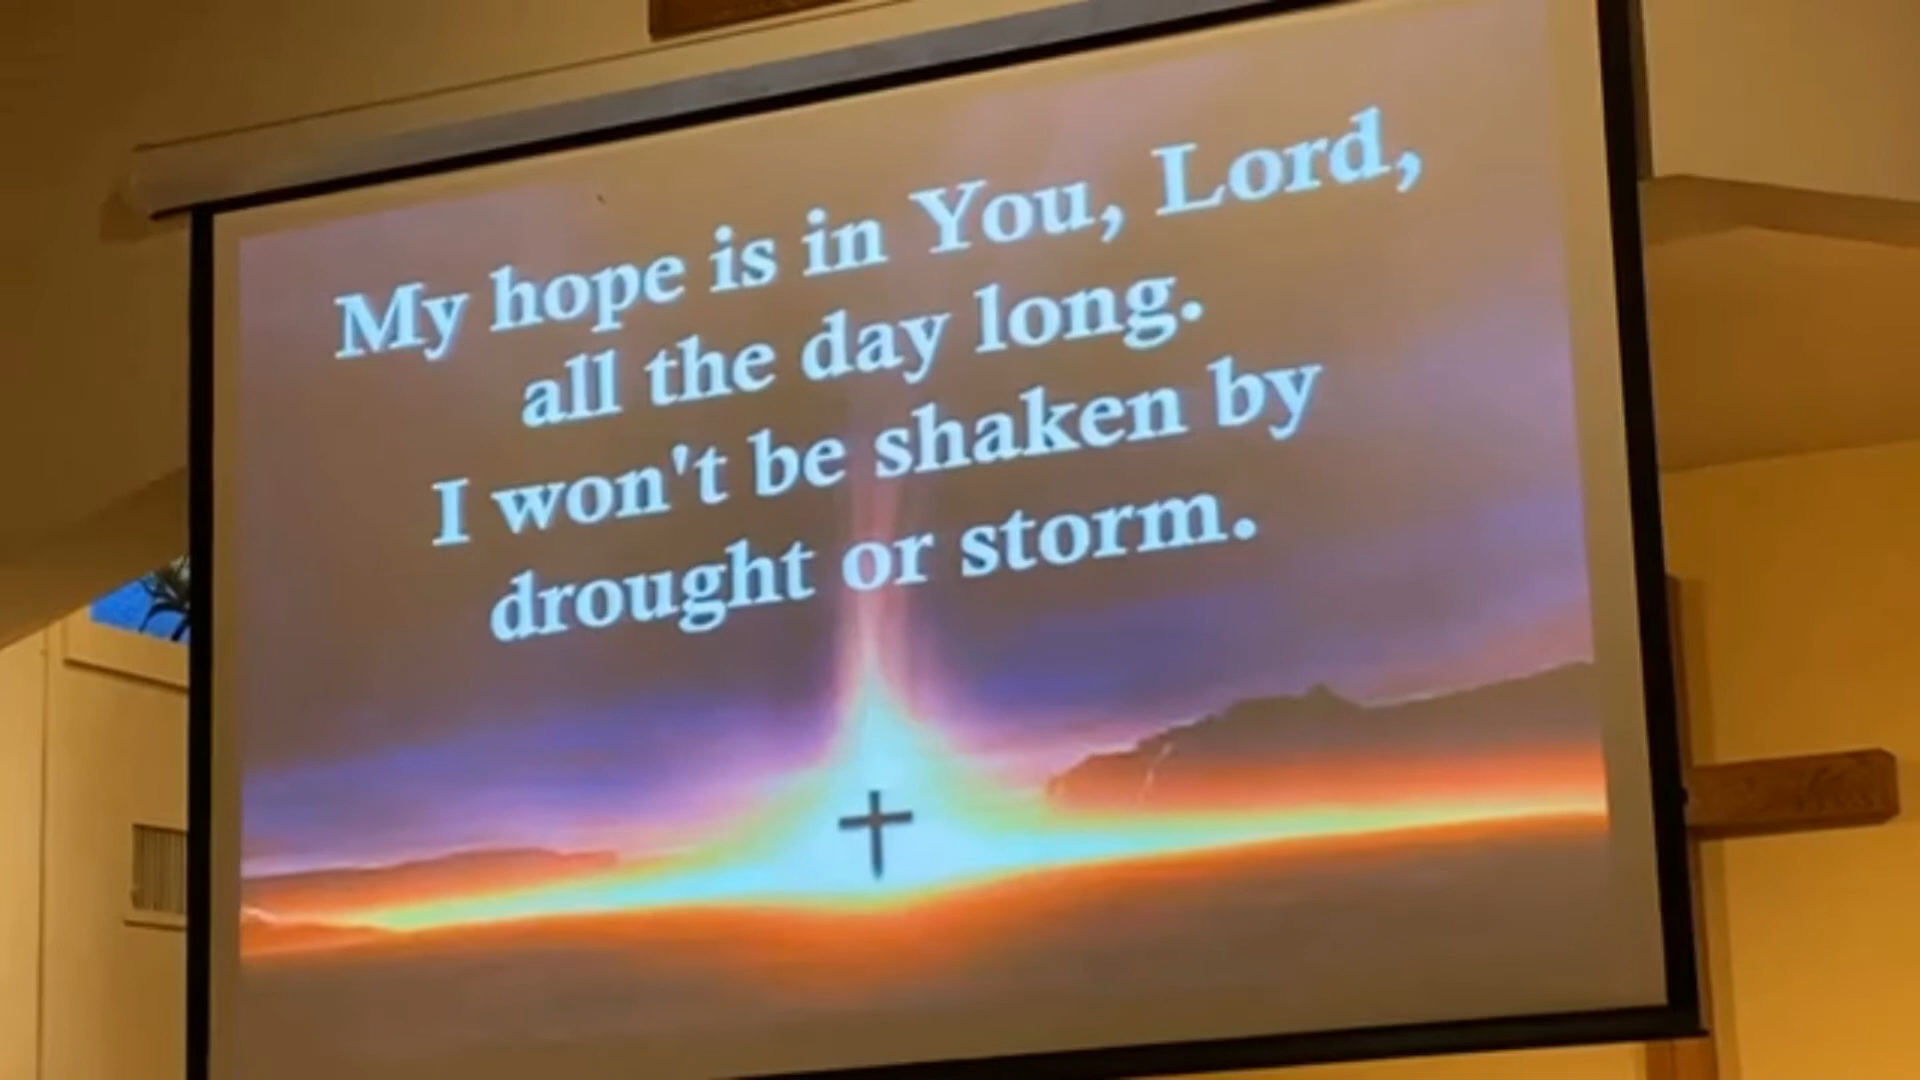 My hope is in You, Lord,
all the day long.
I won't be shaken by
drought or storm.